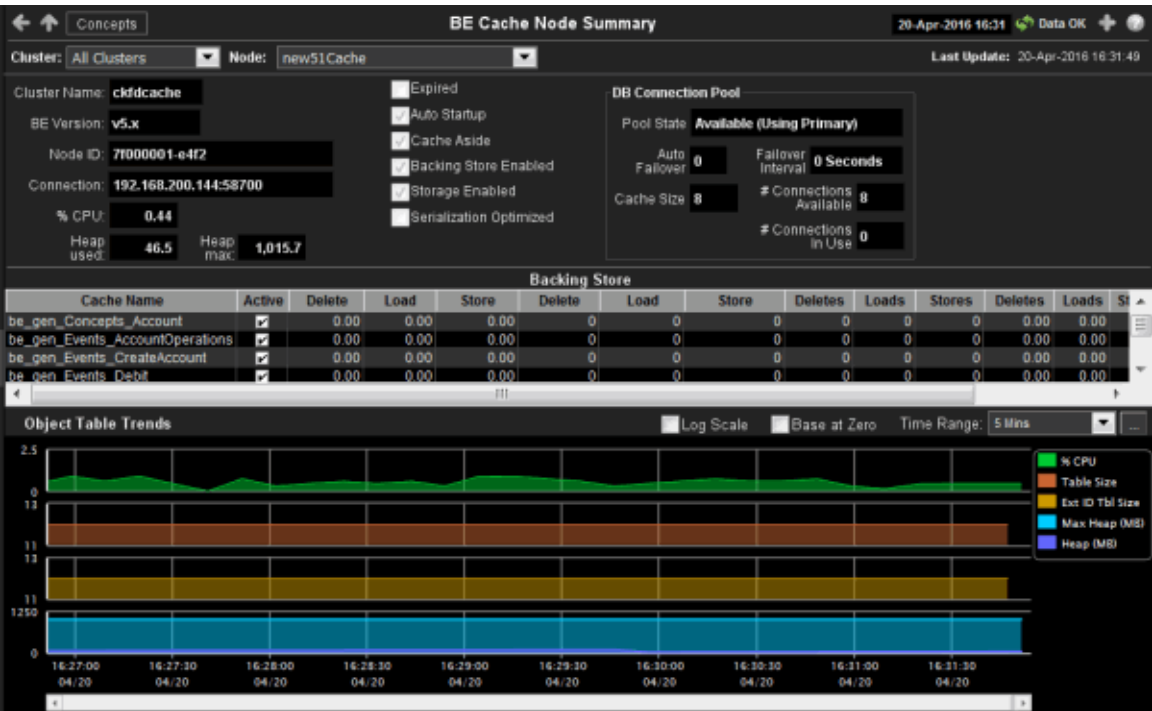 Concepts BE Cache Node Summary 20-Apr-2016 16:31 Data OK
Cluster: All Clusters Node: new51Cache Last Update: 20-Apr-2016 16:31:49
Cluster Name: ckfdcache
BE Version: v5.x
Node ID: 7f000001-e4f2
Connection: 192.168.200.144:58700
% CPU: 0.44
Heap used: 46.5 Heap max: 1,015.7
Expired
Auto Startup
Cache Aside
Backing Store Enabled
Storage Enabled
Serialization Optimized
DB Connection Pool
Pool State Available (Using Primary)
Auto Failover 0 Failover Interval 0 Seconds
Cache Size 8 # Connections Available 8
# Connections In Use 0
Backing Store
Cache Name Active Delete Load Store Delete Load Store Deletes Loads Stores Deletes Loads St
be_gen_Concepts_Account 0.00 0.00 0.00 0 0 0 0 0 0 0.00 0.00
be_gen_Events_AccountOperations 0.00 0.00 0.00 0 0 0 0 0 0 0.00 0.00
be_gen_Events_CreateAccount 0.00 0.00 0.00 0 0 0 0 0 0 0.00 0.00
be_gen_Events_Debit 0.00 0.00 0.00 0 0 0 0 0 0 0.00 0.00
Object Table Trends Log Scale Base at Zero Time Range: 5 Mins ...
2.5
0
13
11
13
11
1250
0
% CPU
Table Size
Ext ID Tbl Size
Max Heap (MB)
Heap (MB)
16:27:00 16:27:30 16:28:00 16:28:30 16:29:00 16:29:30 16:30:00 16:30:30 16:31:00 16:31:30
04/20 04/20 04/20 04/20 04/20 04/20 04/20 04/20 04/20 04/20